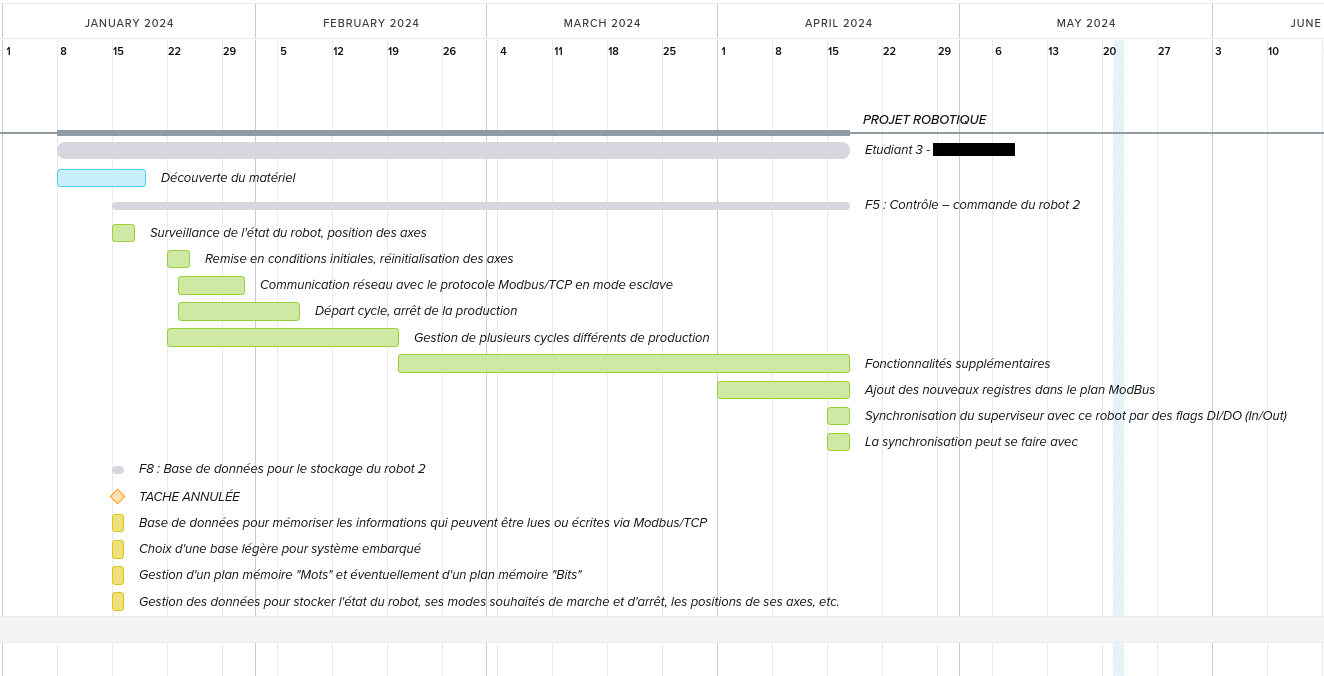 JANUARY 2024 FEBRUARY 2024 MARCH 2024 APRIL 2024 MAY 2024 JUNE
1 8 15 22 29 5 12 19 26 4 11 18 25 1 8 15 22 29 6 13 20 27 3 10
PROJET ROBOTIQUE
Etudiant 3 -
Découverte du matériel
F5 : Contrôle – commande du robot 2
Surveillance de l'état du robot, position des axes
Remise en conditions initiales, réinitialisation des axes
Communication réseau avec le protocole Modbus/TCP en mode esclave
Départ cycle, arrêt de la production
Gestion de plusieurs cycles différents de production
Fonctionnalités supplémentaires
Ajout des nouveaux registres dans le plan ModBus
Synchronisation du superviseur avec ce robot par des flags DI/DO (In/Out)
La synchronisation peut se faire avec
F8 : Base de données pour le stockage du robot 2
TACHE ANNULÉE
Base de données pour mémoriser les informations qui peuvent être lues ou écrites via Modbus/TCP
Choix d'une base légère pour système embarqué
Gestion d'un plan mémoire "Mots" et éventuellement d'un plan mémoire "Bits"
Gestion des données pour stocker l'état du robot, ses modes souhaités de marche et d'arrêt, les positions de ses axes, etc.